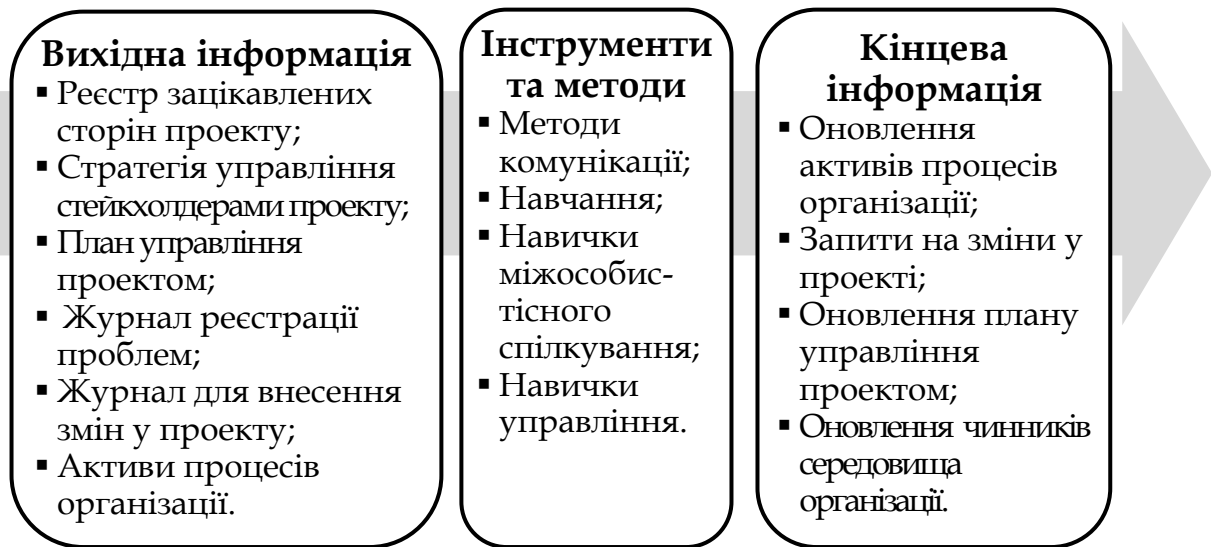 Вихідна інформація
▪ Реєстр зацікавлених
сторін проекту;
▪ Стратегія управління
стейкхолдерами проекту;
▪ План управління
проектом;
▪ Журнал реєстрації
проблем;
▪ Журнал для внесення
змін у проекту;
▪ Активи процесів
організації.
Інструменти
та методи
▪ Методи
комунікації;
▪ Навчання;
▪ Навички
міжособис-
тісного
спілкування;
▪ Навички
управління.
Кінцева
інформація
▪ Оновлення
активів процесів
організації;
▪ Запити на зміни у
проекті;
▪ Оновлення плану
управління
проектом;
▪ Оновлення чинників
середовища
організації.